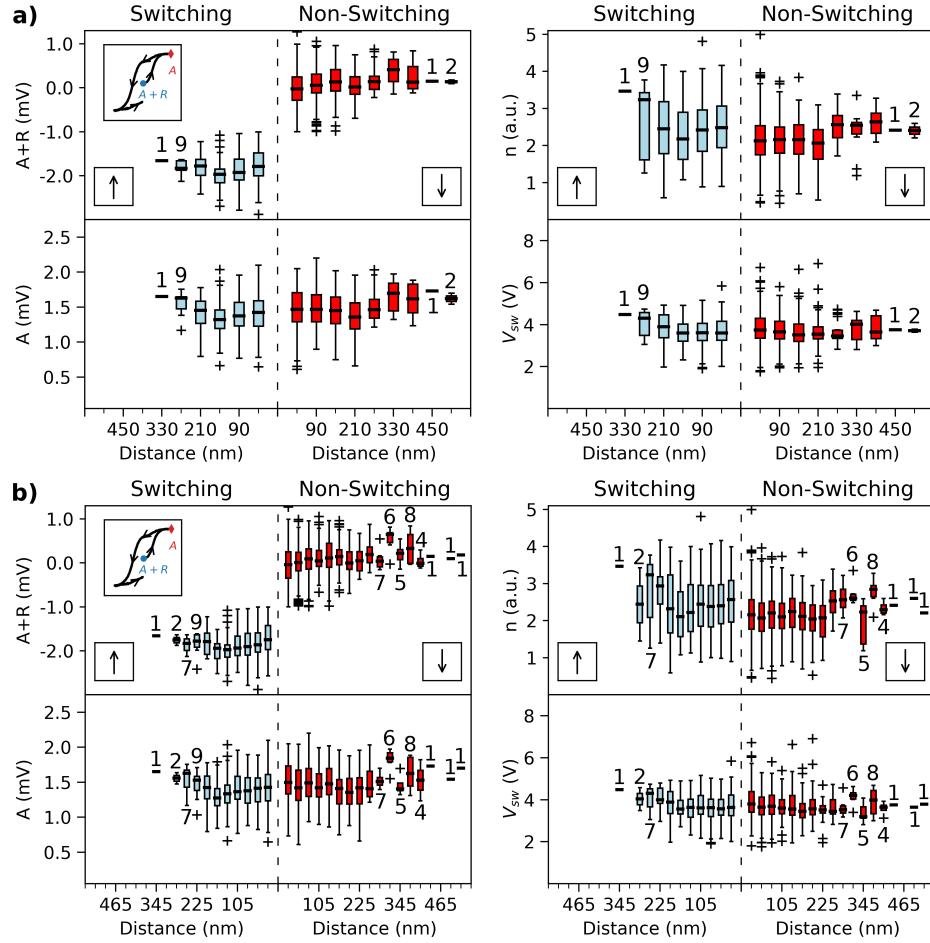 a)
Switching Non-Switching
1.0
0.0
-1.0
-2.0
A+R (mV)
A
A + R
1 9
1 2
↑
↓
2.5
2.0
1.5
1.0
0.5
A (mV)
1 9
1 2
450 330 210 90 90 210 330 450
Distance (nm)
Distance (nm)
Switching Non-Switching
5
4
3
2
1
n (a.u.)
1 9
1 2
↑
↓
8
6
4
2
V_sw (V)
1 9
1 2
450 330 210 90 90 210 330 450
Distance (nm)
Distance (nm)
b)
Switching Non-Switching
1.0
0.0
-1.0
-2.0
A+R (mV)
A
A + R
1 2 9
7
6 8 4 1
7 5 1 1
↑
↓
2.5
2.0
1.5
1.0
0.5
A (mV)
1 2 9
7
6 8 1 1
7 5 4 1
465 345 225 105 105 225 345 465
Distance (nm)
Distance (nm)
Switching Non-Switching
5
4
3
2
1
n (a.u.)
1 2 9
7
6 8 1 1
7 5 4 1
↑
↓
8
6
4
2
V_sw (V)
1 2 9
7
6 8 1 1
7 5 4 1
465 345 225 105 105 225 345 465
Distance (nm)
Distance (nm)